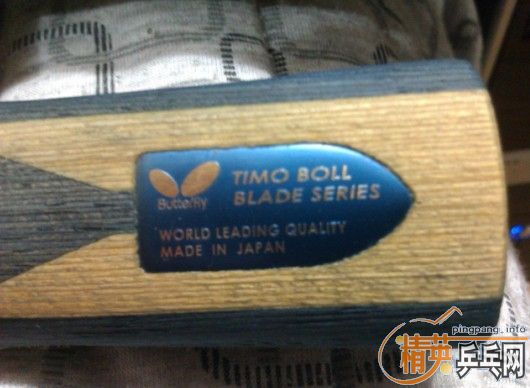 TIMO BOLL
BLADE SERIES
Butterfly
WORLD LEADING QUALITY
MADE IN JAPAN
pingpang.info
精英乒乓网